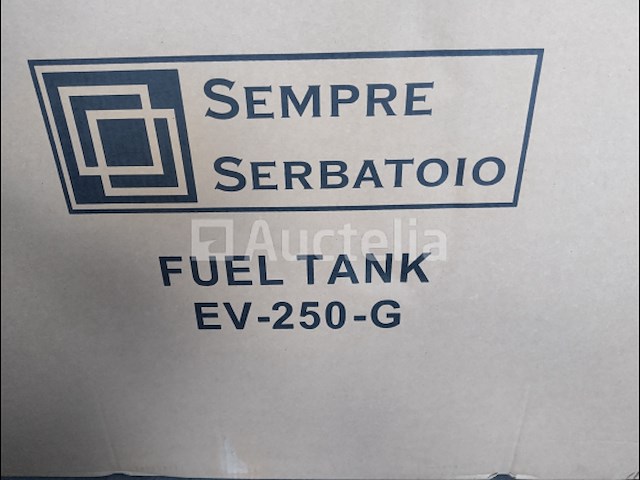 SEMPRE
SERBATOIO
Auctelia
FUEL TANK
EV-250-G